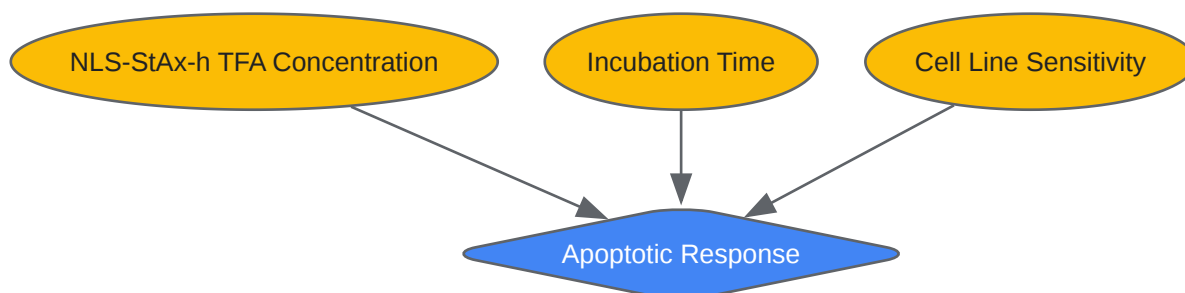 NLS-StAx-h TFA Concentration
Incubation Time
Cell Line Sensitivity
Apoptotic Response